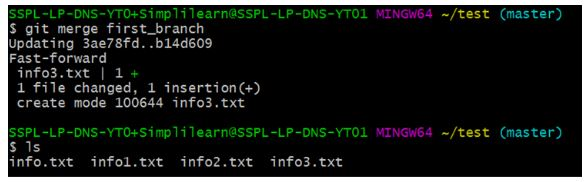 SSPL-LP-DNS-YT0+Simplilearn@SSPL-LP-DNS-YT01 MINGW64 ~/test (master)
$ git merge first_branch
Updating 3ae78fd..b14d609
Fast-forward
 info3.txt | 1 +
 1 file changed, 1 insertion(+)
 create mode 100644 info3.txt
SSPL-LP-DNS-YT0+Simplilearn@SSPL-LP-DNS-YT01 MINGW64 ~/test (master)
$ ls
info.txt  info1.txt  info2.txt  info3.txt